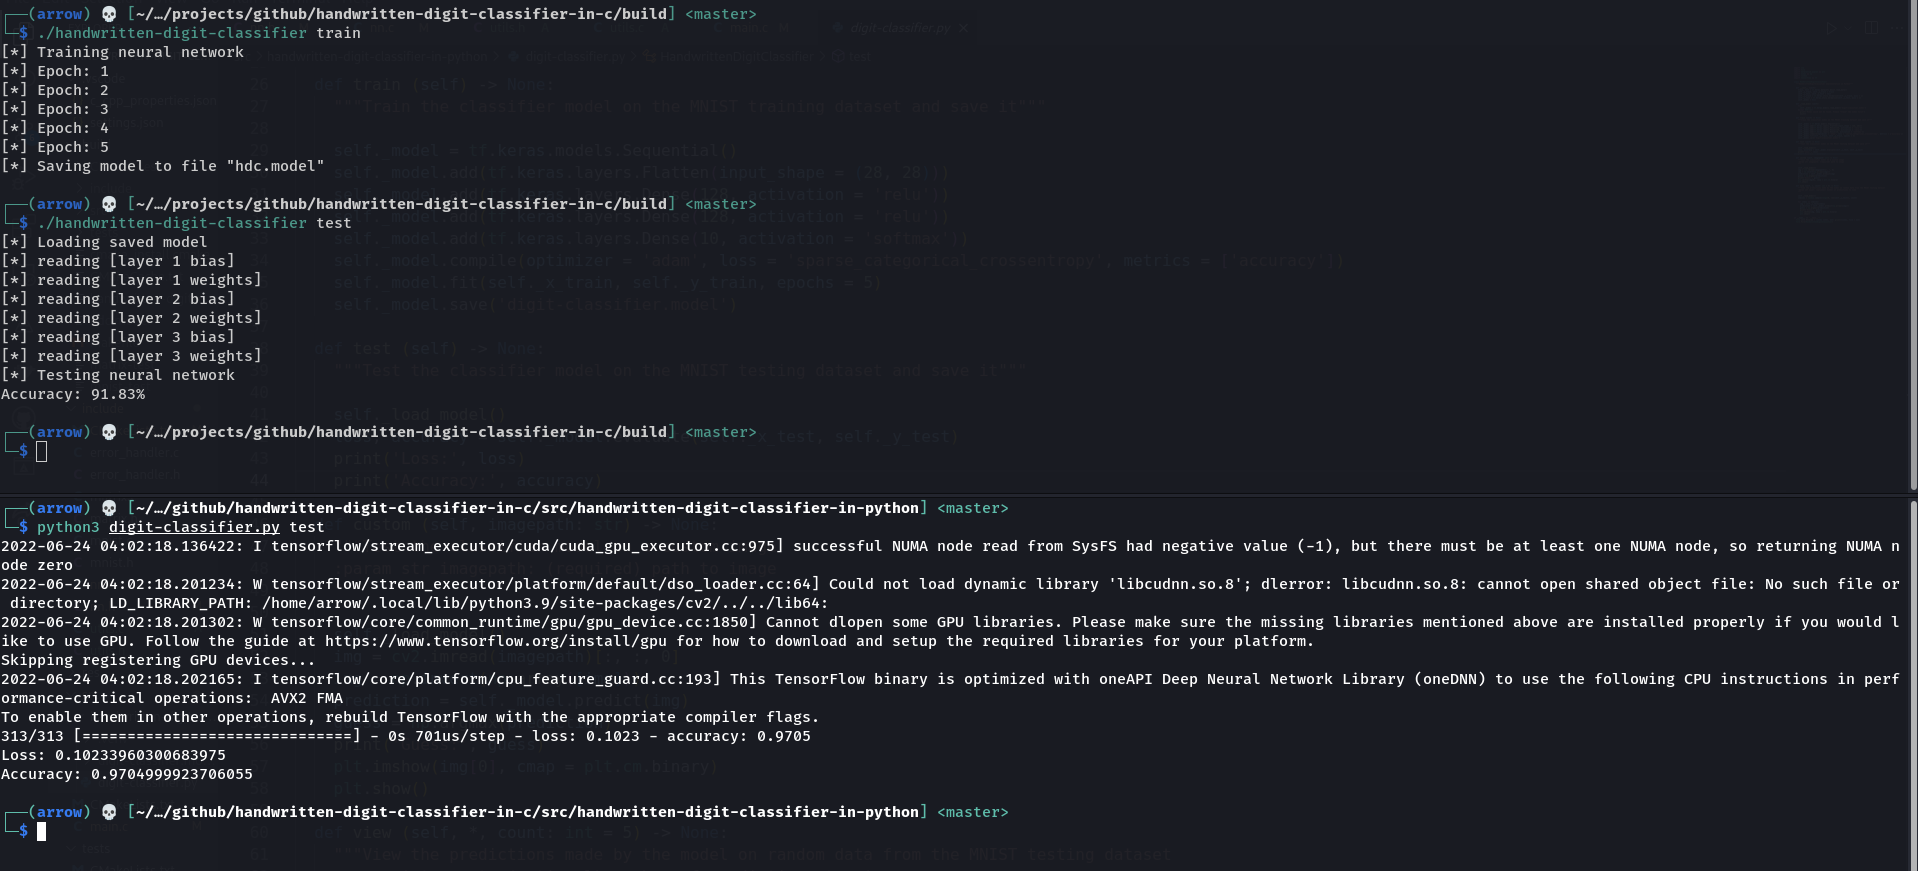 ┌──(arrow) 💀 [~/…/projects/github/handwritten-digit-classifier-in-c/build] <master>
└─$ ./handwritten-digit-classifier train
[*] Training neural network
[*] Epoch: 1
[*] Epoch: 2
[*] Epoch: 3
[*] Epoch: 4
[*] Epoch: 5
[*] Saving model to file "hdc.model"
┌──(arrow) 💀 [~/…/projects/github/handwritten-digit-classifier-in-c/build] <master>
└─$ ./handwritten-digit-classifier test
[*] Loading saved model
[*] reading [layer 1 bias]
[*] reading [layer 1 weights]
[*] reading [layer 2 bias]
[*] reading [layer 2 weights]
[*] reading [layer 3 bias]
[*] reading [layer 3 weights]
[*] Testing neural network
Accuracy: 91.83%
┌──(arrow) 💀 [~/…/projects/github/handwritten-digit-classifier-in-c/build] <master>
└─$
┌──(arrow) 💀 [~/…/github/handwritten-digit-classifier-in-c/src/handwritten-digit-classifier-in-python] <master>
└─$ python3 digit-classifier.py test
2022-06-24 04:02:18.136422: I tensorflow/stream_executor/cuda/cuda_gpu_executor.cc:975] successful NUMA node read from SysFS had negative value (-1), but there must be at least one NUMA node, so returning NUMA n
ode zero
2022-06-24 04:02:18.201234: W tensorflow/stream_executor/platform/default/dso_loader.cc:64] Could not load dynamic library 'libcudnn.so.8'; dlerror: libcudnn.so.8: cannot open shared object file: No such file or
 directory; LD_LIBRARY_PATH: /home/arrow/.local/lib/python3.9/site-packages/cv2/../../lib64:
2022-06-24 04:02:18.201302: W tensorflow/core/common_runtime/gpu/gpu_device.cc:1850] Cannot dlopen some GPU libraries. Please make sure the missing libraries mentioned above are installed properly if you would l
ike to use GPU. Follow the guide at https://www.tensorflow.org/install/gpu for how to download and setup the required libraries for your platform.
Skipping registering GPU devices...
2022-06-24 04:02:18.202165: I tensorflow/core/platform/cpu_feature_guard.cc:193] This TensorFlow binary is optimized with oneAPI Deep Neural Network Library (oneDNN) to use the following CPU instructions in perf
ormance-critical operations:  AVX2 FMA
To enable them in other operations, rebuild TensorFlow with the appropriate compiler flags.
313/313 [==============================] - 0s 701us/step - loss: 0.1023 - accuracy: 0.9705
Loss: 0.10233960300683975
Accuracy: 0.9704999923706055
┌──(arrow) 💀 [~/…/github/handwritten-digit-classifier-in-c/src/handwritten-digit-classifier-in-python] <master>
└─$